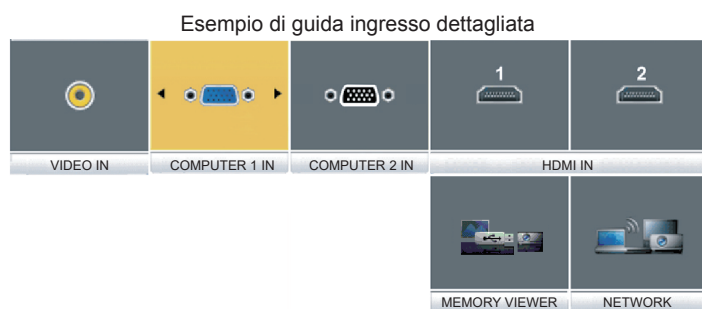 Esempio di guida ingresso dettagliata
1 2
VIDEO IN COMPUTER 1 IN COMPUTER 2 IN HDMI IN
MEMORY VIEWER NETWORK